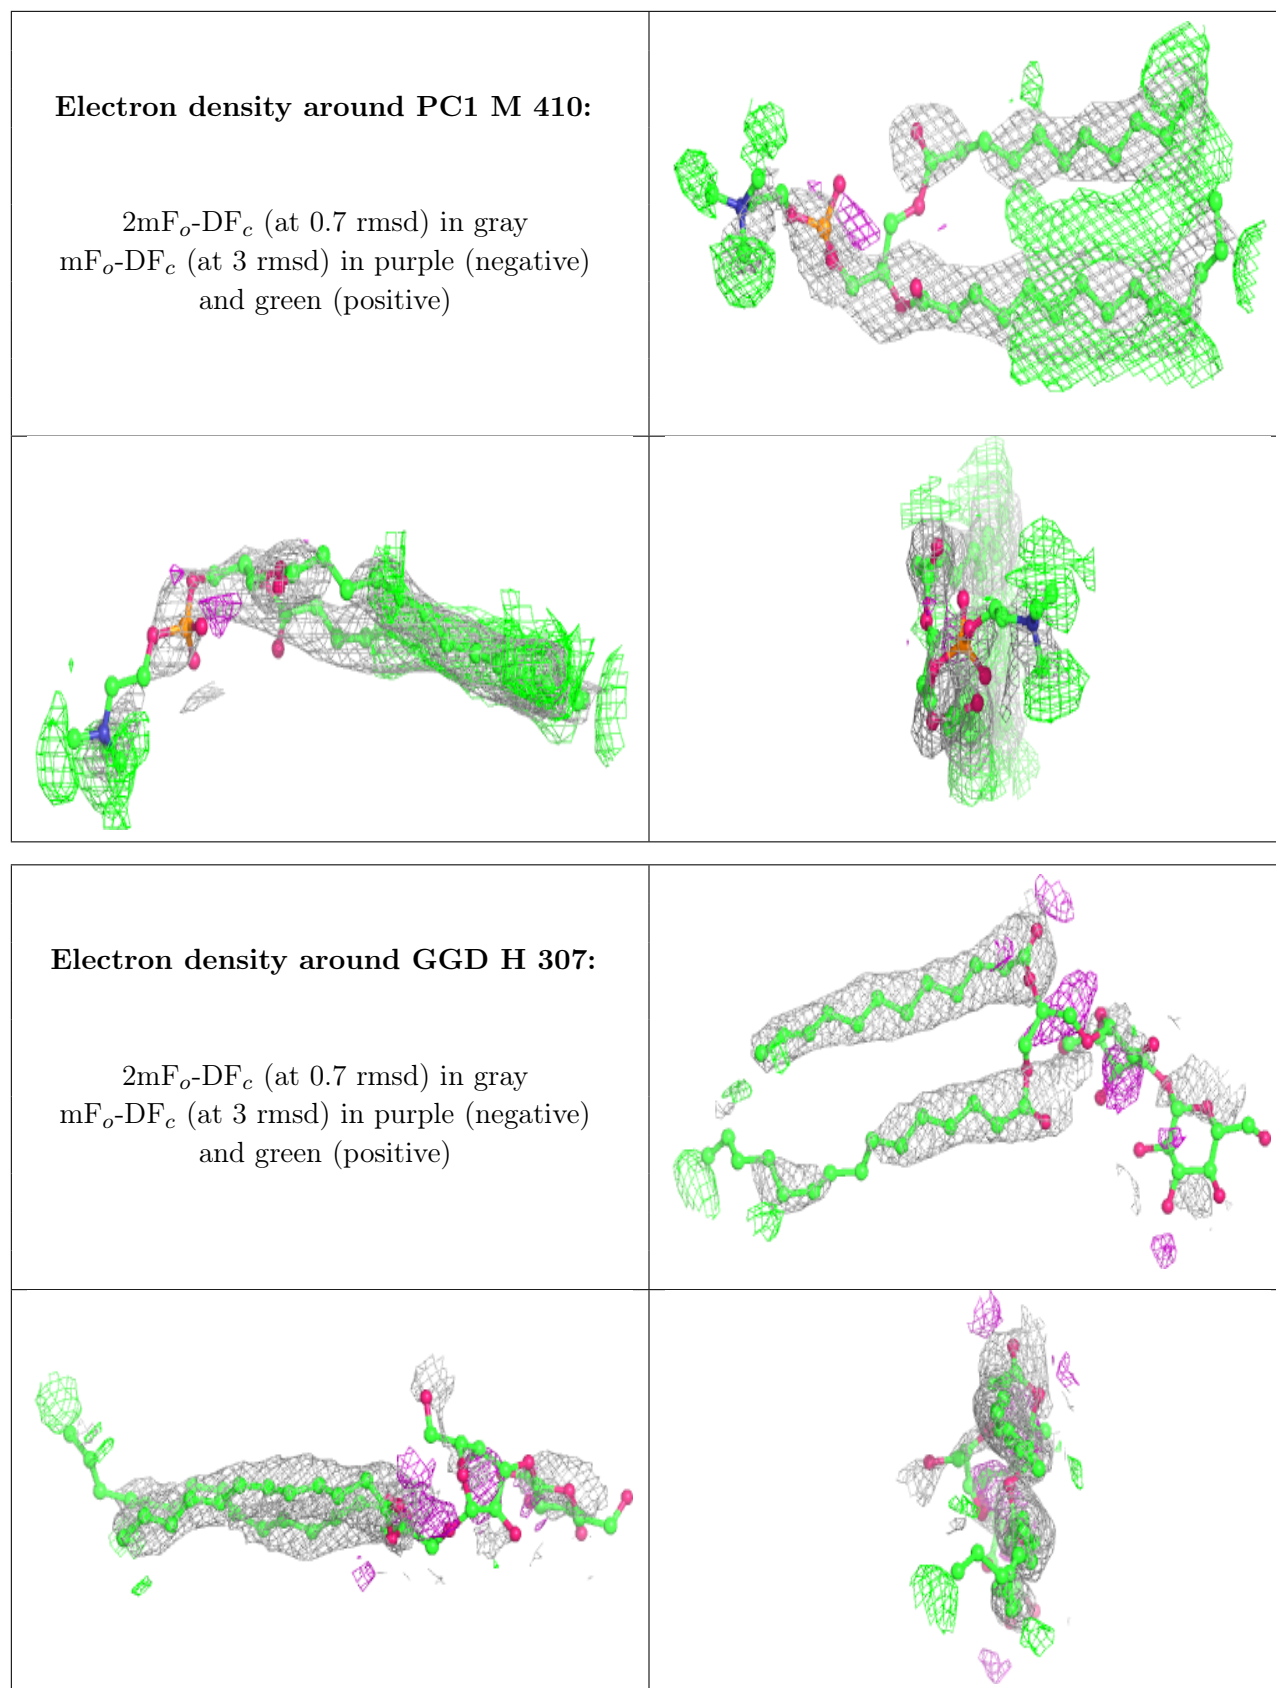 Electron density around PC1 M 410:
2mFₒ-DF𝑐 (at 0.7 rmsd) in gray
mFₒ-DF𝑐 (at 3 rmsd) in purple (negative)
and green (positive)
Electron density around GGD H 307:
2mFₒ-DF𝑐 (at 0.7 rmsd) in gray
mFₒ-DF𝑐 (at 3 rmsd) in purple (negative)
and green (positive)